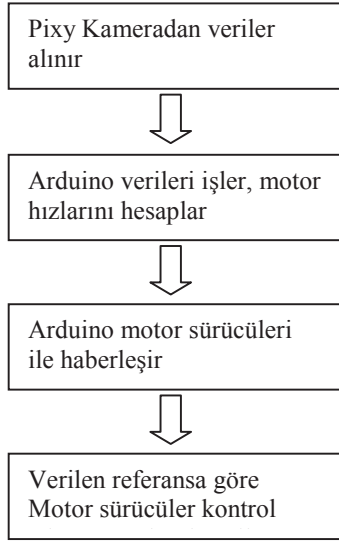 Pixy Kameradan veriler
alınır
Arduino verileri işler, motor
hızlarını hesaplar
Arduino motor sürücüleri
ile haberleşir
Verilen referansa göre
Motor sürücüler kontrol